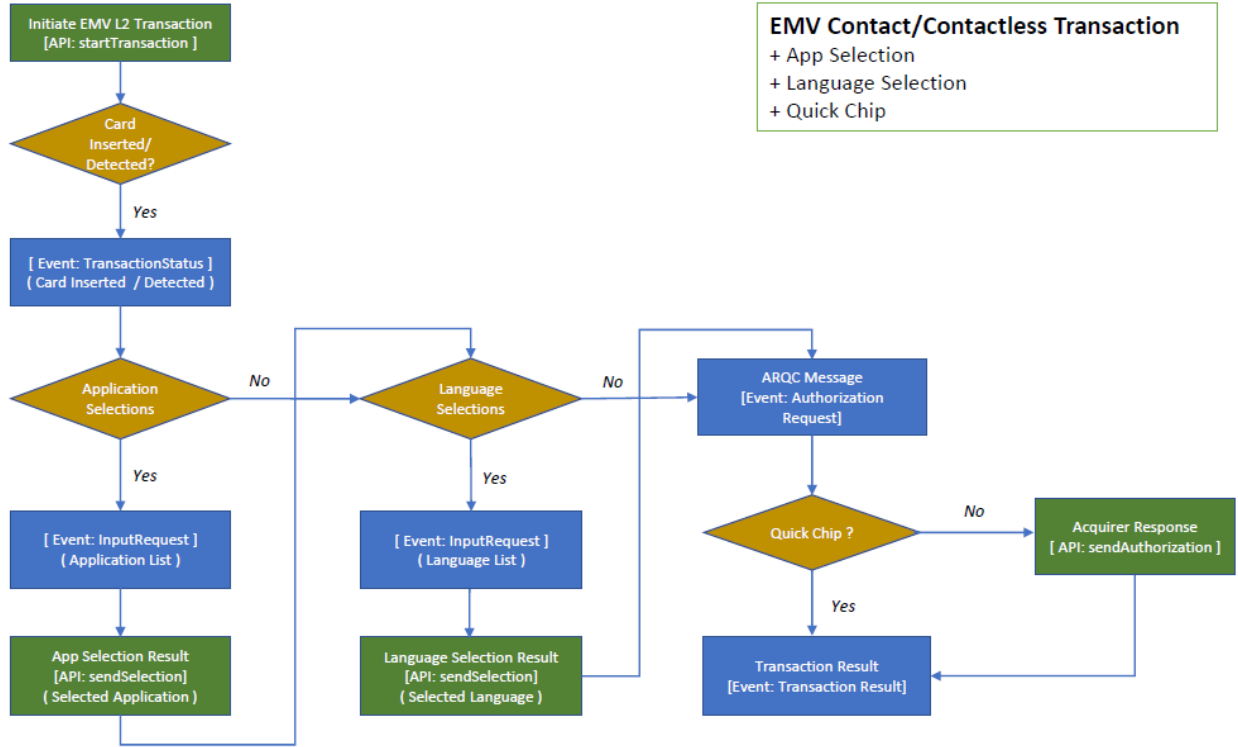 Initiate EMV L2 Transaction
[API: startTransaction ]
EMV Contact/Contactless Transaction
+ App Selection
+ Language Selection
+ Quick Chip
Card
Inserted/
Detected?
Yes
[ Event: TransactionStatus ]
( Card Inserted / Detected )
Application
Selections
No
Language
Selections
No
ARQC Message
[Event: Authorization
Request]
Yes
Yes
[ Event: InputRequest ]
( Application List )
[ Event: InputRequest ]
( Language List )
Quick Chip ?
No
Acquirer Response
[ API: sendAuthorization ]
Yes
App Selection Result
[API: sendSelection]
( Selected Application )
Language Selection Result
[API: sendSelection]
( Selected Language )
Transaction Result
[Event: Transaction Result]